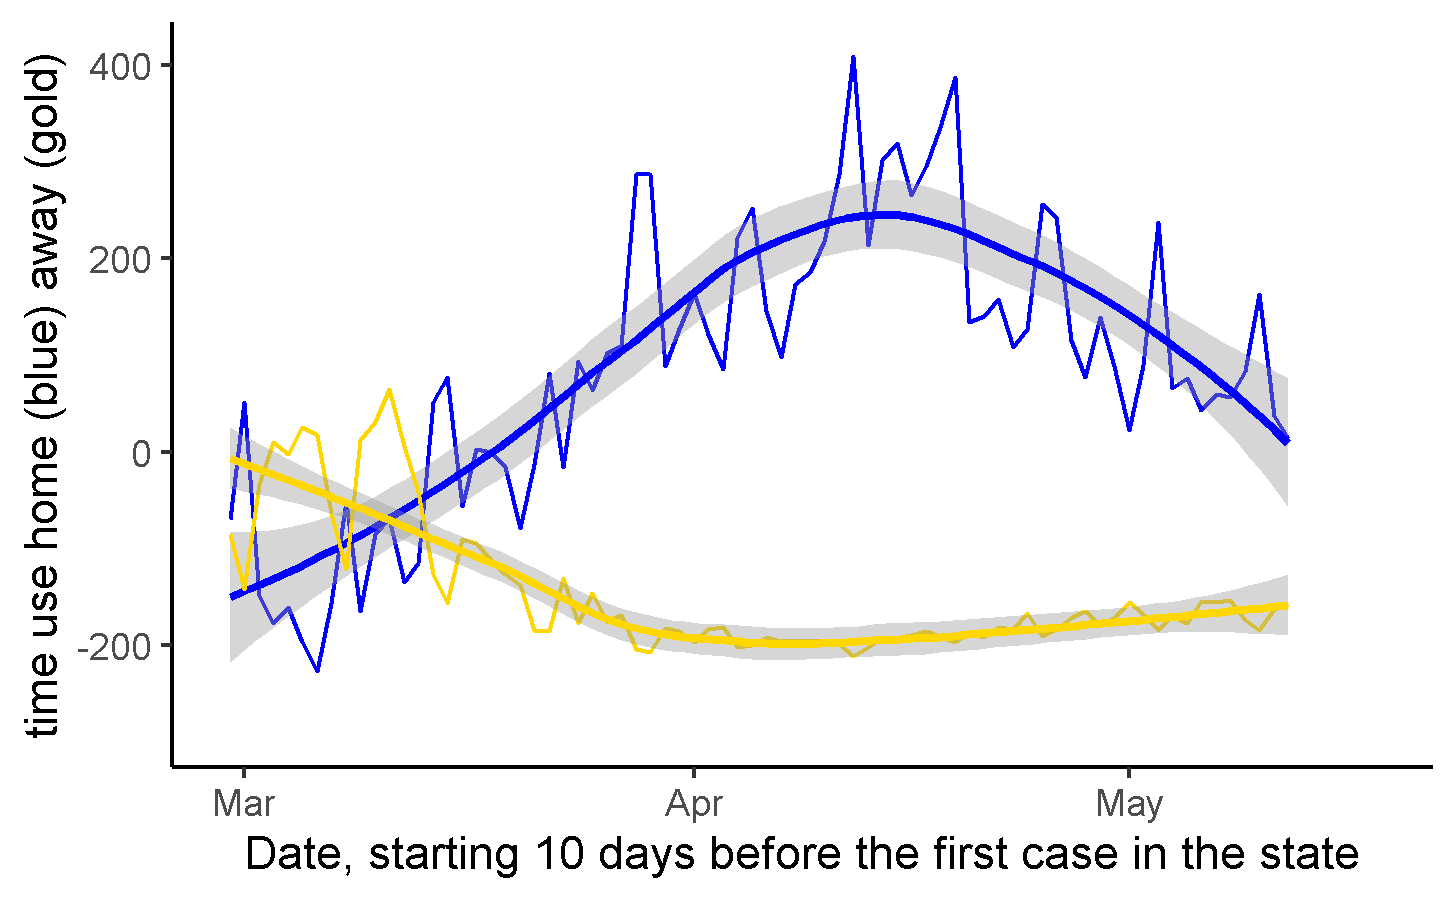 time use home (blue) away (gold)
400
200
0
-200
Mar
Apr
May
Date, starting 10 days before the first case in the state